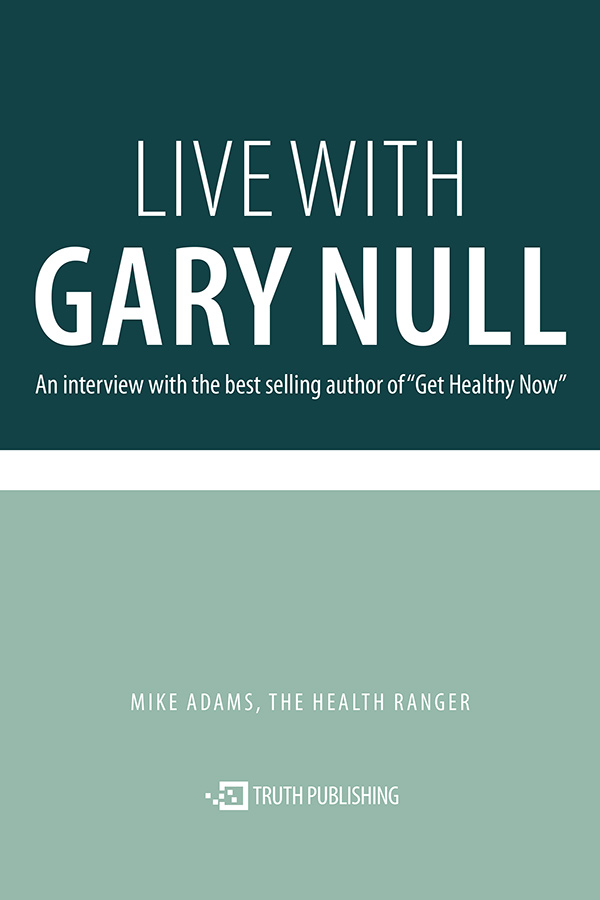 LIVE WITH
GARY NULL
An interview with the best selling author of “Get Healthy Now”
MIKE ADAMS, THE HEALTH RANGER
TRUTH PUBLISHING